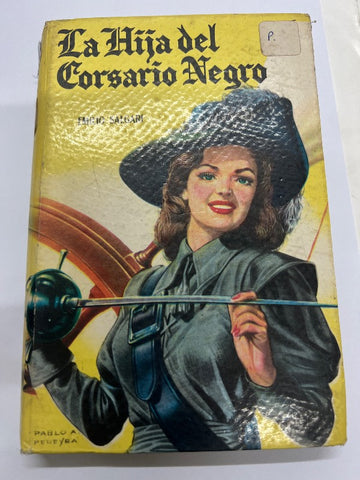 La Hija del
Corsario Negro
P.
EMILIO SALGARI
PABLO A.
PEREYRA